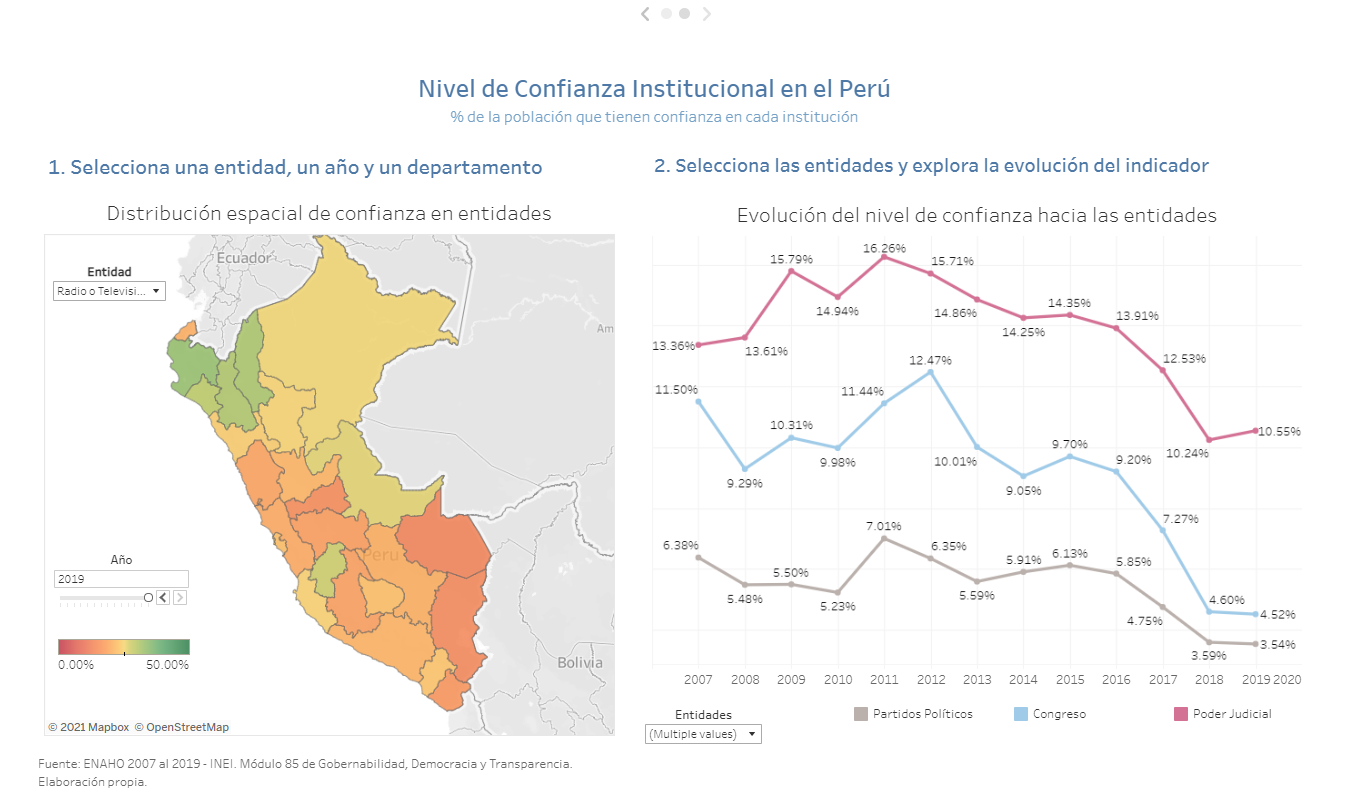 Nivel de Confianza Institucional en el Perú
% de la población que tienen confianza en cada institución
1. Selecciona una entidad, un año y un departamento
Distribución espacial de confianza en entidades
Ecuador
Entidad
Radio o Televisi...
Am
Peru
Año
2019
0.00% 50.00%
Bolivia
© 2021 Mapbox © OpenStreetMap
2. Selecciona las entidades y explora la evolución del indicador
Evolución del nivel de confianza hacia las entidades
13.36% 13.61% 15.79% 14.94% 16.26% 15.71% 14.86% 14.25% 14.35% 13.91% 12.53% 10.24% 10.55%
11.50% 9.29% 10.31% 9.98% 11.44% 12.47% 10.01% 9.05% 9.70% 9.20% 7.27% 4.60% 4.52%
6.38% 5.48% 5.50% 5.23% 7.01% 6.35% 5.59% 5.91% 6.13% 5.85% 4.75% 3.59% 3.54%
2007 2008 2009 2010 2011 2012 2013 2014 2015 2016 2017 2018 2019 2020
Entidades
(Multiple values)
Partidos Políticos Congreso Poder Judicial
Fuente: ENAHO 2007 al 2019 - INEI. Módulo 85 de Gobernabilidad, Democracia y Transparencia.
Elaboración propia.